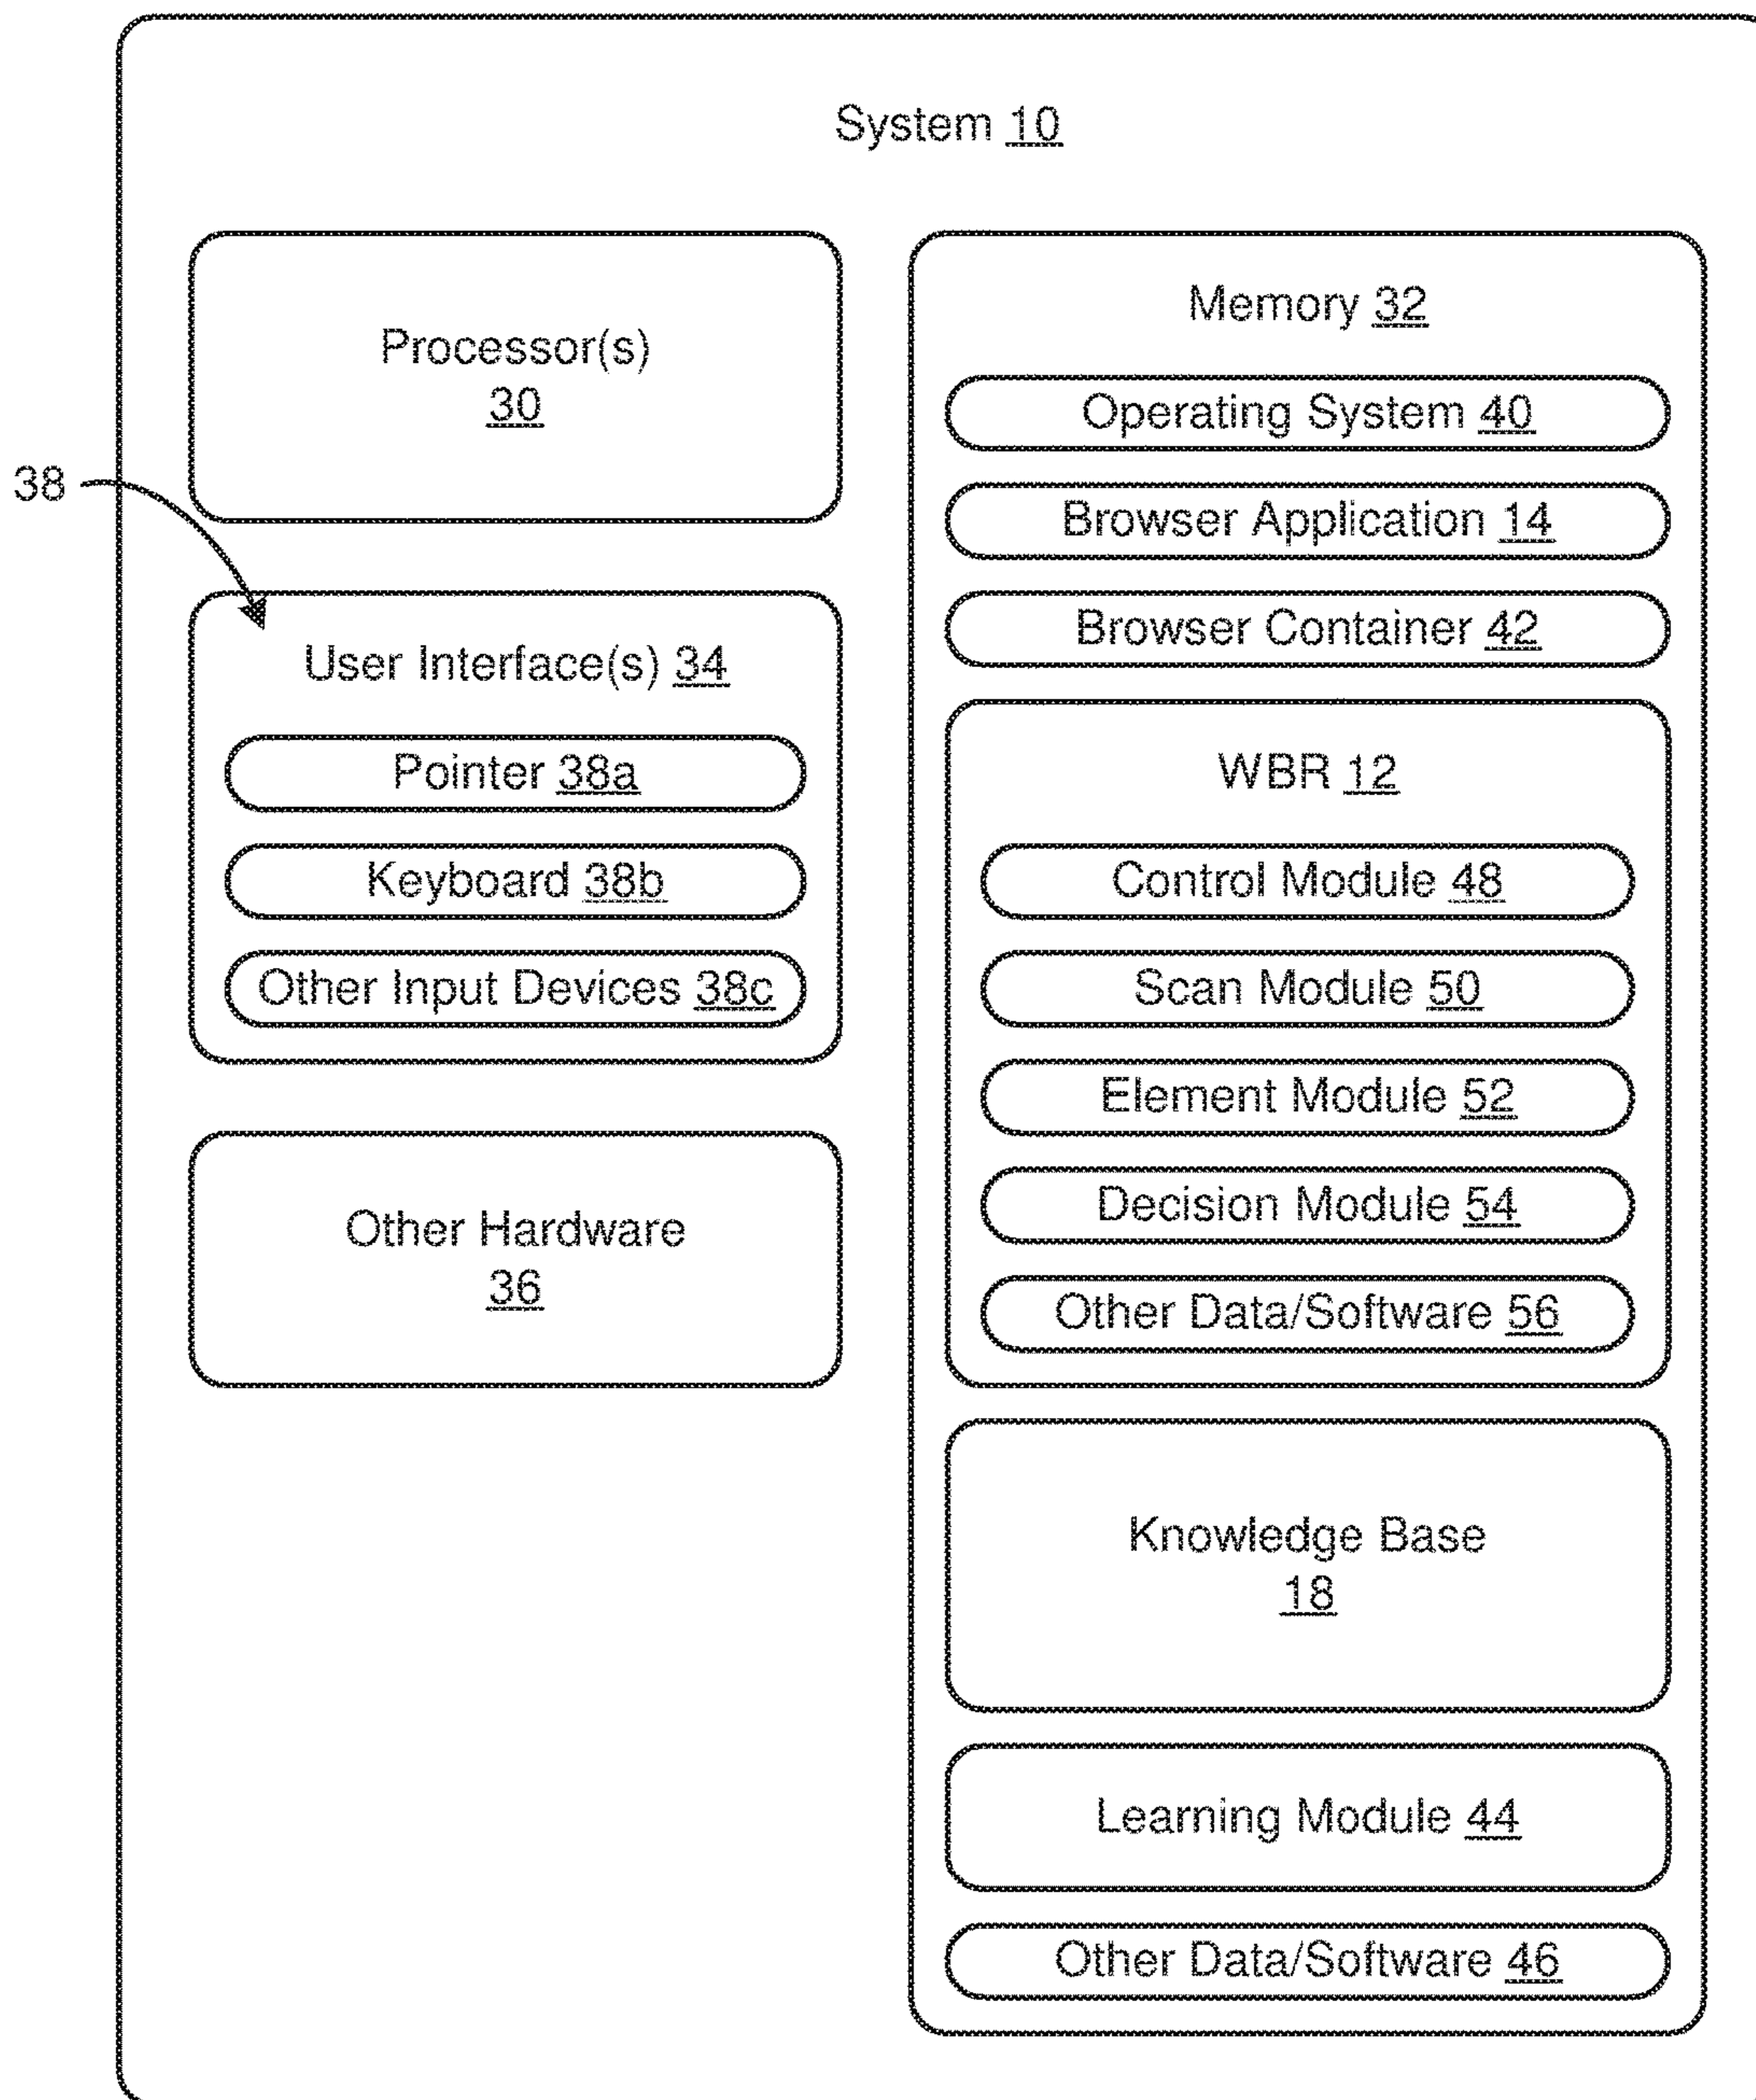 System 10
Processor(s)
30
38
User Interface(s) 34
Pointer 38a
Keyboard 38b
Other Input Devices 38c
Other Hardware
36
Memory 32
Operating System 40
Browser Application 14
Browser Container 42
WBR 12
Control Module 48
Scan Module 50
Element Module 52
Decision Module 54
Other Data/Software 56
Knowledge Base
18
Learning Module 44
Other Data/Software 46